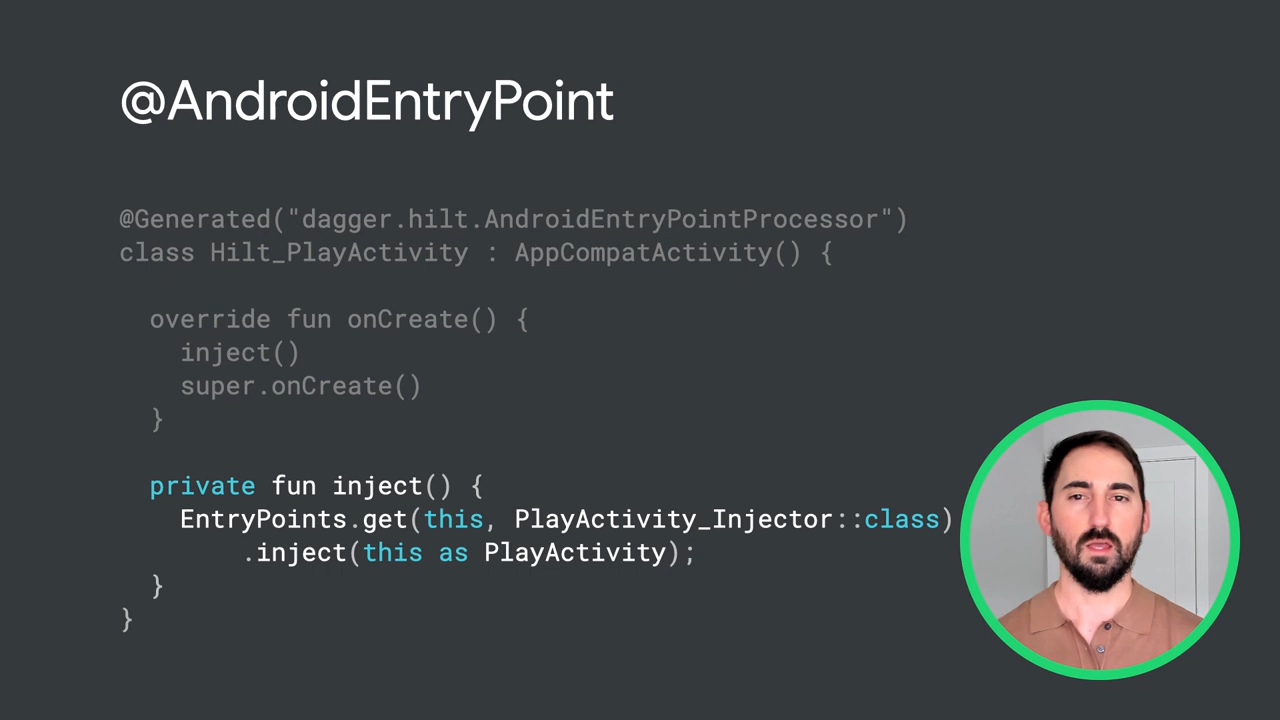 @AndroidEntryPoint
@Generated("dagger.hilt.AndroidEntryPointProcessor")
class Hilt_PlayActivity : AppCompatActivity() {
override fun onCreate() {
inject()
super.onCreate()
}
private fun inject() {
EntryPoints.get(this, PlayActivity_Injector::class)
.inject(this as PlayActivity);
}
}